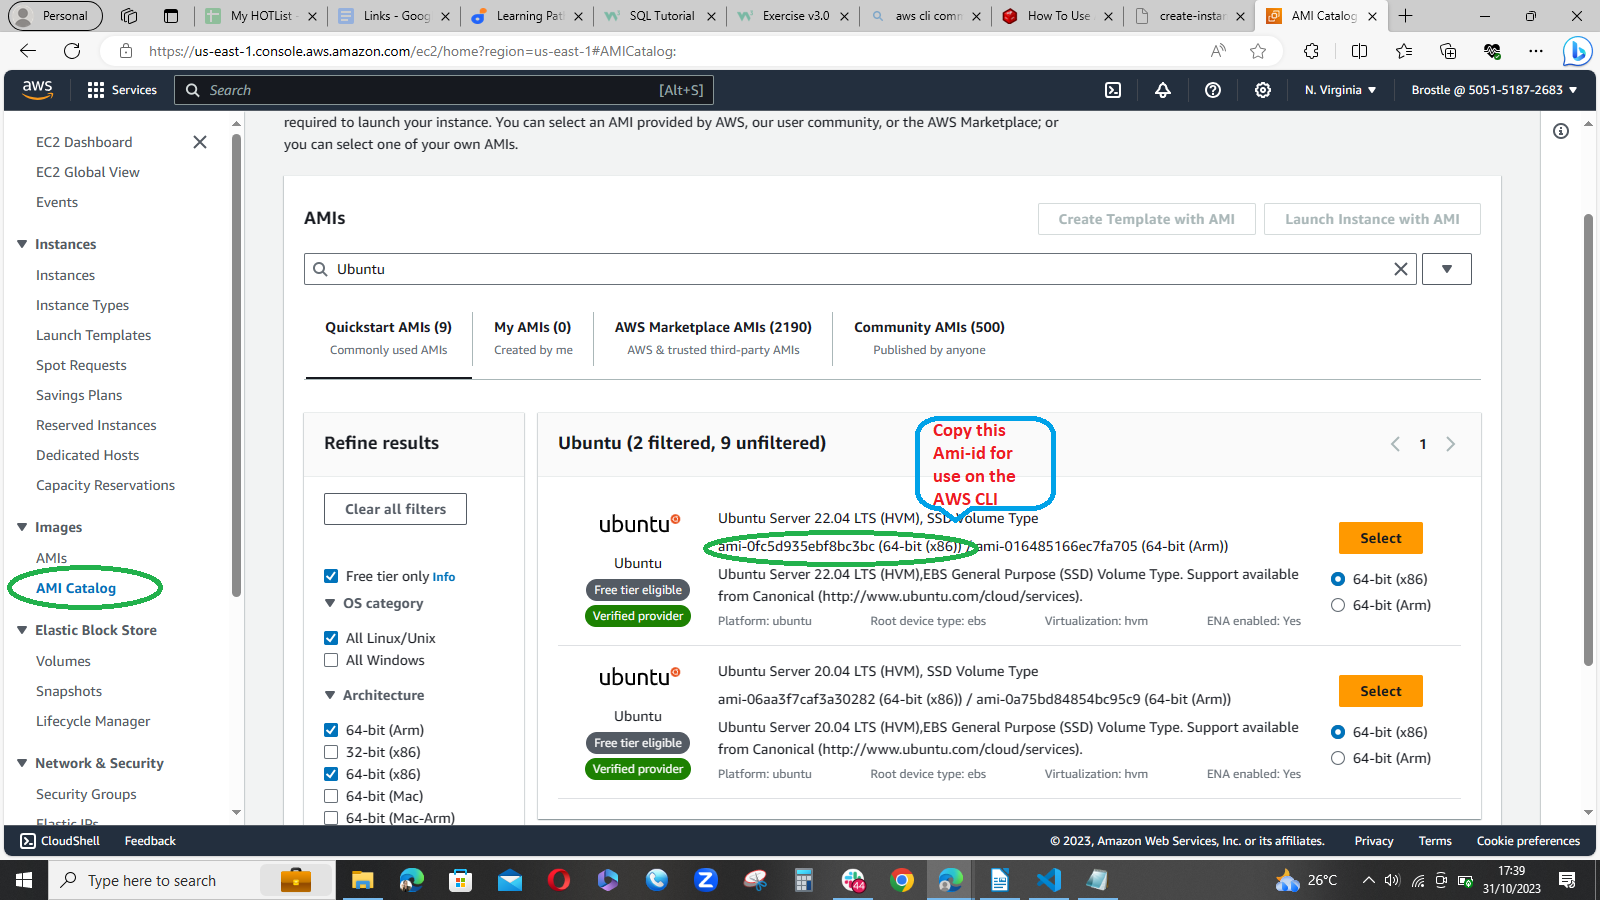 Personal
My HOTList -
Links - Goog
Learning Pat
SQL Tutorial
Exercise v3.0
aws cli comm
How To Use
create-instan
AMI Catalog
https://us-east-1.console.aws.amazon.com/ec2/home?region=us-east-1#AMICatalog:
aws
Services
Search
[Alt+S]
N. Virginia
Brostle @ 5051-5187-2683
EC2 Dashboard
EC2 Global View
Events
Instances
Instances
Instance Types
Launch Templates
Spot Requests
Savings Plans
Reserved Instances
Dedicated Hosts
Capacity Reservations
Images
AMIs
AMI Catalog
Elastic Block Store
Volumes
Snapshots
Lifecycle Manager
Network & Security
Security Groups
Elastic IPs
required to launch your instance. You can select an AMI provided by AWS, our user community, or the AWS Marketplace; or
you can select one of your own AMIs.
AMIs
Create Template with AMI
Launch Instance with AMI
Ubuntu
Quickstart AMIs (9)
Commonly used AMIs
My AMIs (0)
Created by me
AWS Marketplace AMIs (2190)
AWS & trusted third-party AMIs
Community AMIs (500)
Published by anyone
Refine results
Clear all filters
Free tier only Info
OS category
All Linux/Unix
All Windows
Architecture
64-bit (Arm)
32-bit (x86)
64-bit (x86)
64-bit (Mac)
64-bit (Mac-Arm)
Ubuntu (2 filtered, 9 unfiltered)
1
Copy this
Ami-id for
use on the
AWS CLI
ubuntu
Ubuntu
Free tier eligible
Verified provider
Ubuntu Server 22.04 LTS (HVM), SSD Volume Type
ami-0fc5d935ebf8bc3bc (64-bit (x86)) / ami-016485166ec7fa705 (64-bit (Arm))
Ubuntu Server 22.04 LTS (HVM),EBS General Purpose (SSD) Volume Type. Support available
from Canonical (http://www.ubuntu.com/cloud/services).
Platform: ubuntu Root device type: ebs Virtualization: hvm ENA enabled: Yes
Select
64-bit (x86)
64-bit (Arm)
ubuntu
Ubuntu
Free tier eligible
Verified provider
Ubuntu Server 20.04 LTS (HVM), SSD Volume Type
ami-06aa3f7caf3a30282 (64-bit (x86)) / ami-0a75bd84854bc95c9 (64-bit (Arm))
Ubuntu Server 20.04 LTS (HVM),EBS General Purpose (SSD) Volume Type. Support available
from Canonical (http://www.ubuntu.com/cloud/services).
Platform: ubuntu Root device type: ebs Virtualization: hvm ENA enabled: Yes
Select
64-bit (x86)
64-bit (Arm)
CloudShell
Feedback
© 2023, Amazon Web Services, Inc. or its affiliates.
Privacy
Terms
Cookie preferences
Type here to search
44
26°C
17:39
31/10/2023